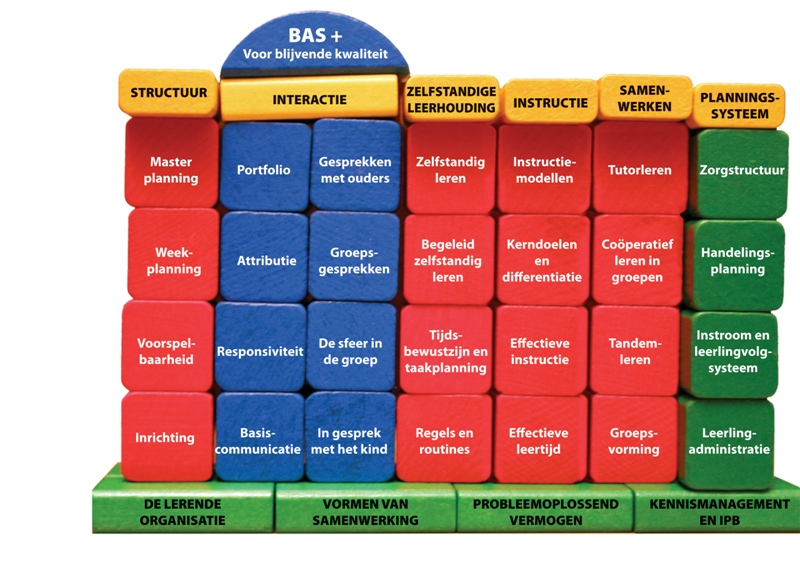 BAS +
Voor blijvende kwaliteit
STRUCTUUR
INTERACTIE
ZELFSTANDIGE
LEERHOUDING
INSTRUCTIE
SAMEN-
WERKEN
PLANNINGS-
SYSTEEM
Master
planning
Portfolio
Gesprekken
met ouders
Zelfstandig
leren
Instructie-
modellen
Tutorleren
Zorgstructuur
Week-
planning
Attributie
Groeps-
gesprekken
Begeleid
zelfstandig
leren
Kerndoelen
en
differentiatie
Coöperatief
leren in
groepen
Handelings-
planning
Voorspel-
baarheid
Responsiviteit
De sfeer in
de groep
Tijds-
bewustzijn en
taakplanning
Effectieve
instructie
Tandem-
leren
Instroom en
leerlingvolg-
systeem
Inrichting
Basis-
communicatie
In gesprek
met het kind
Regels en
routines
Effectieve
leertijd
Groeps-
vorming
Leerling-
administratie
DE LERENDE
ORGANISATIE
VORMEN VAN
SAMENWERKING
PROBLEEMOPLOSSEND
VERMOGEN
KENNISMANAGEMENT
EN IPB